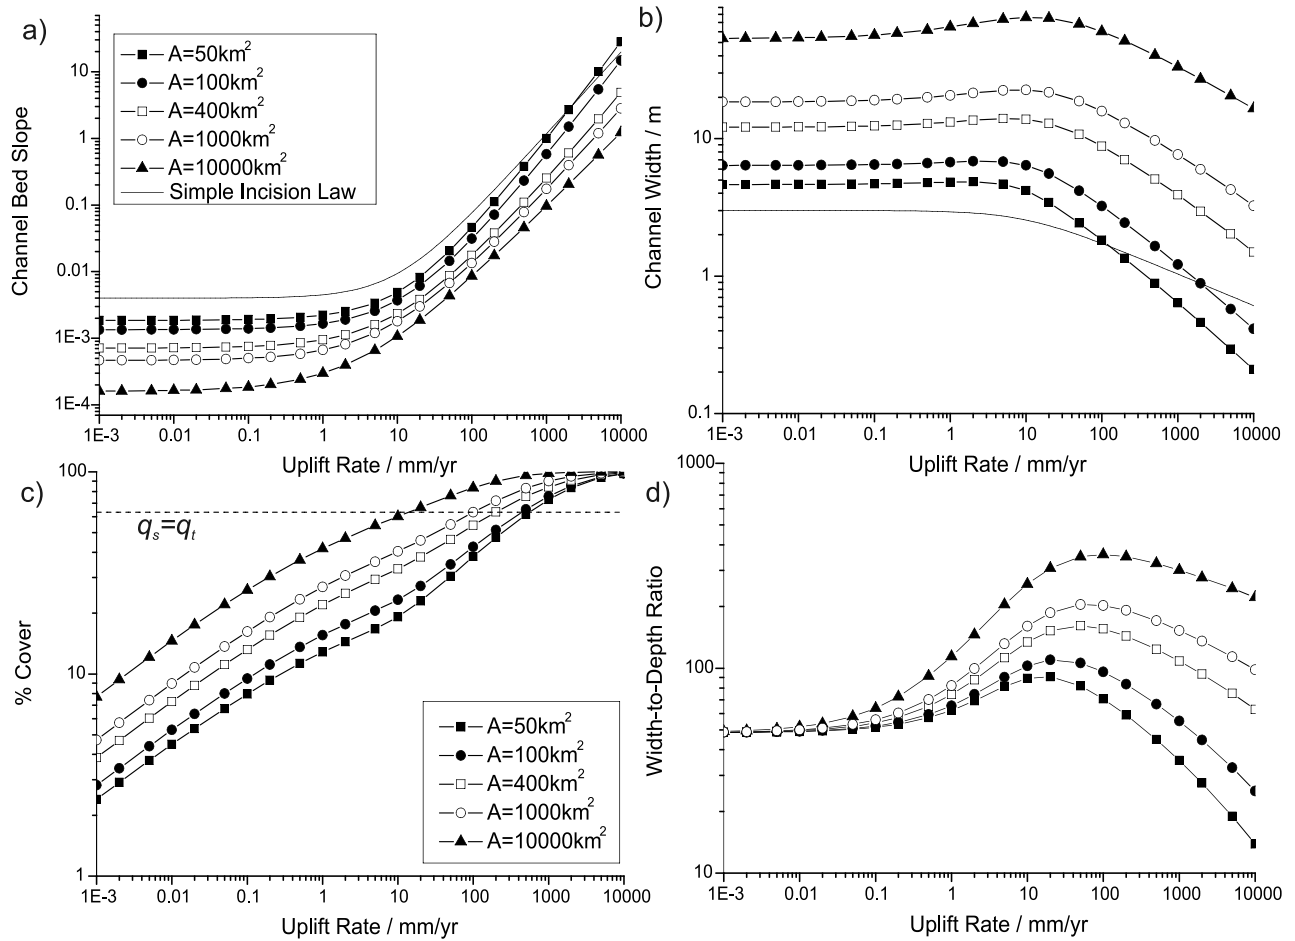 a)
A=50km²
A=100km²
A=400km²
A=1000km²
A=10000km²
Simple Incision Law
10
1
0.1
0.01
1E-3
1E-4
Channel Bed Slope
1E-3 0.01 0.1 1 10 100 1000 10000
Uplift Rate / mm/yr
b)
10
1
0.1
Channel Width / m
1E-3 0.01 0.1 1 10 100 1000 10000
Uplift Rate / mm/yr
c)
100
10
1
% Cover
qs=qt
A=50km²
A=100km²
A=400km²
A=1000km²
A=10000km²
1E-3 0.01 0.1 1 10 100 1000 10000
Uplift Rate / mm/yr
d)
1000
100
10
Width-to-Depth Ratio
1E-3 0.01 0.1 1 10 100 1000 10000
Uplift Rate / mm/yr